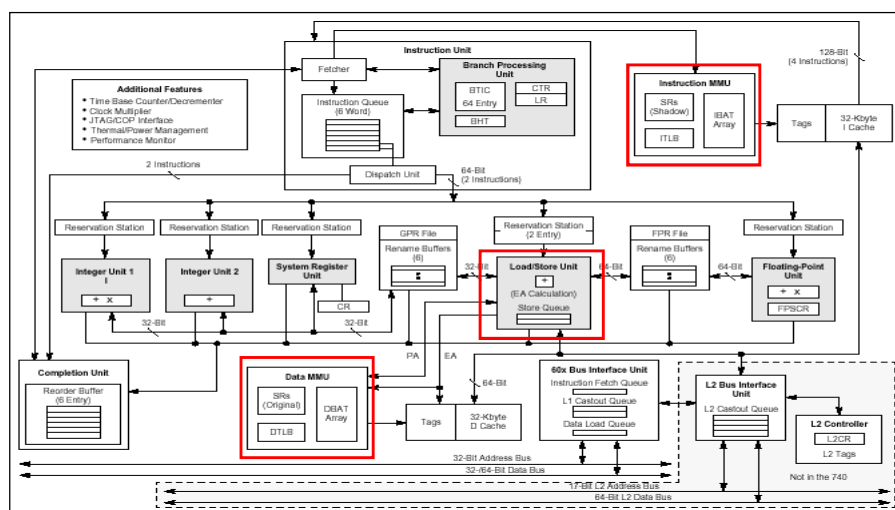 Instruction Unit
Fetcher
Branch Processing
Unit
BTIC
64 Entry
CTR
LR
BHT
Instruction Queue
(6 Word)
Dispatch Unit
Additional Features
* Time Base Counter/Decrementer
* Clock Multiplier
* JTAG/COP Interface
* Thermal/Power Management
* Performance Monitor
2 Instructions
64-Bit
(2 Instructions)
Instruction MMU
SRs
(Shadow)
ITLB
IBAT
Array
128-Bit
(4 Instructions)
Tags
32-Kbyte
I Cache
Reservation Station
Reservation Station
Reservation Station
GPR File
Rename Buffers
(6)
Reservation Station
(2 Entry)
FPR File
Rename Buffers
(6)
Reservation Station
Integer Unit 1
I
+ x
Integer Unit 2
+
System Register
Unit
CR
32-Bit
32-Bit
32-Bit
Load/Store Unit
+
(EA Calculation)
Store Queue
64-Bit
64-Bit
Floating-Point
Unit
+ x
FPSCR
PA
EA
Completion Unit
Reorder Buffer
(6 Entry)
Data MMU
SRs
(Original)
DTLB
DBAT
Array
64-Bit
Tags
32-Kbyte
D Cache
60x Bus Interface Unit
Instruction Fetch Queue
L1 Castout Queue
Data Load Queue
L2 Bus Interface
Unit
L2 Castout Queue
L2 Controller
L2CR
L2 Tags
Not in the 740
32-Bit Address Bus
32-/64-Bit Data Bus
17-Bit L2 Address Bus
64-Bit L2 Data Bus